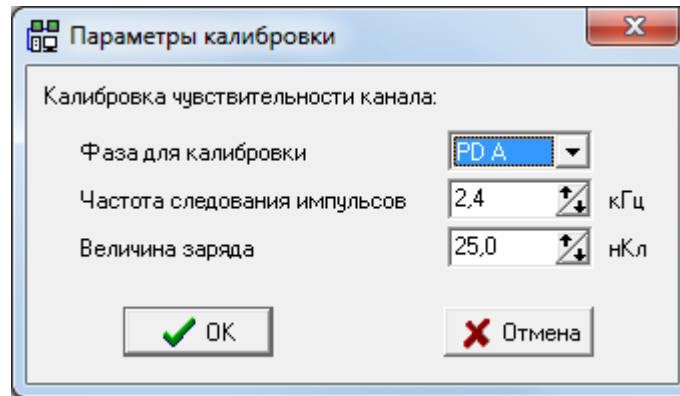 Параметры калибровки
Калибровка чувствительности канала:
Фаза для калибровки PD A
Частота следования импульсов 2,4 кГц
Величина заряда 25,0 нКл
OK Отмена